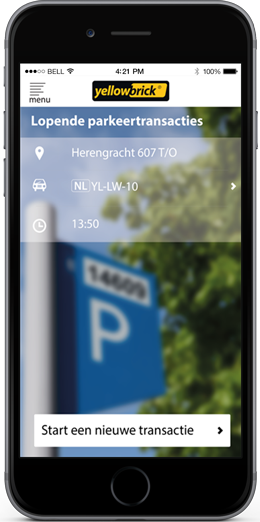 BELL 4:21 PM 100%
menu yellowbrick®
Lopende parkeertransacties
Herengracht 607 T/O
NL YL-LW-10
13:50
14609
P
Start een nieuwe transactie